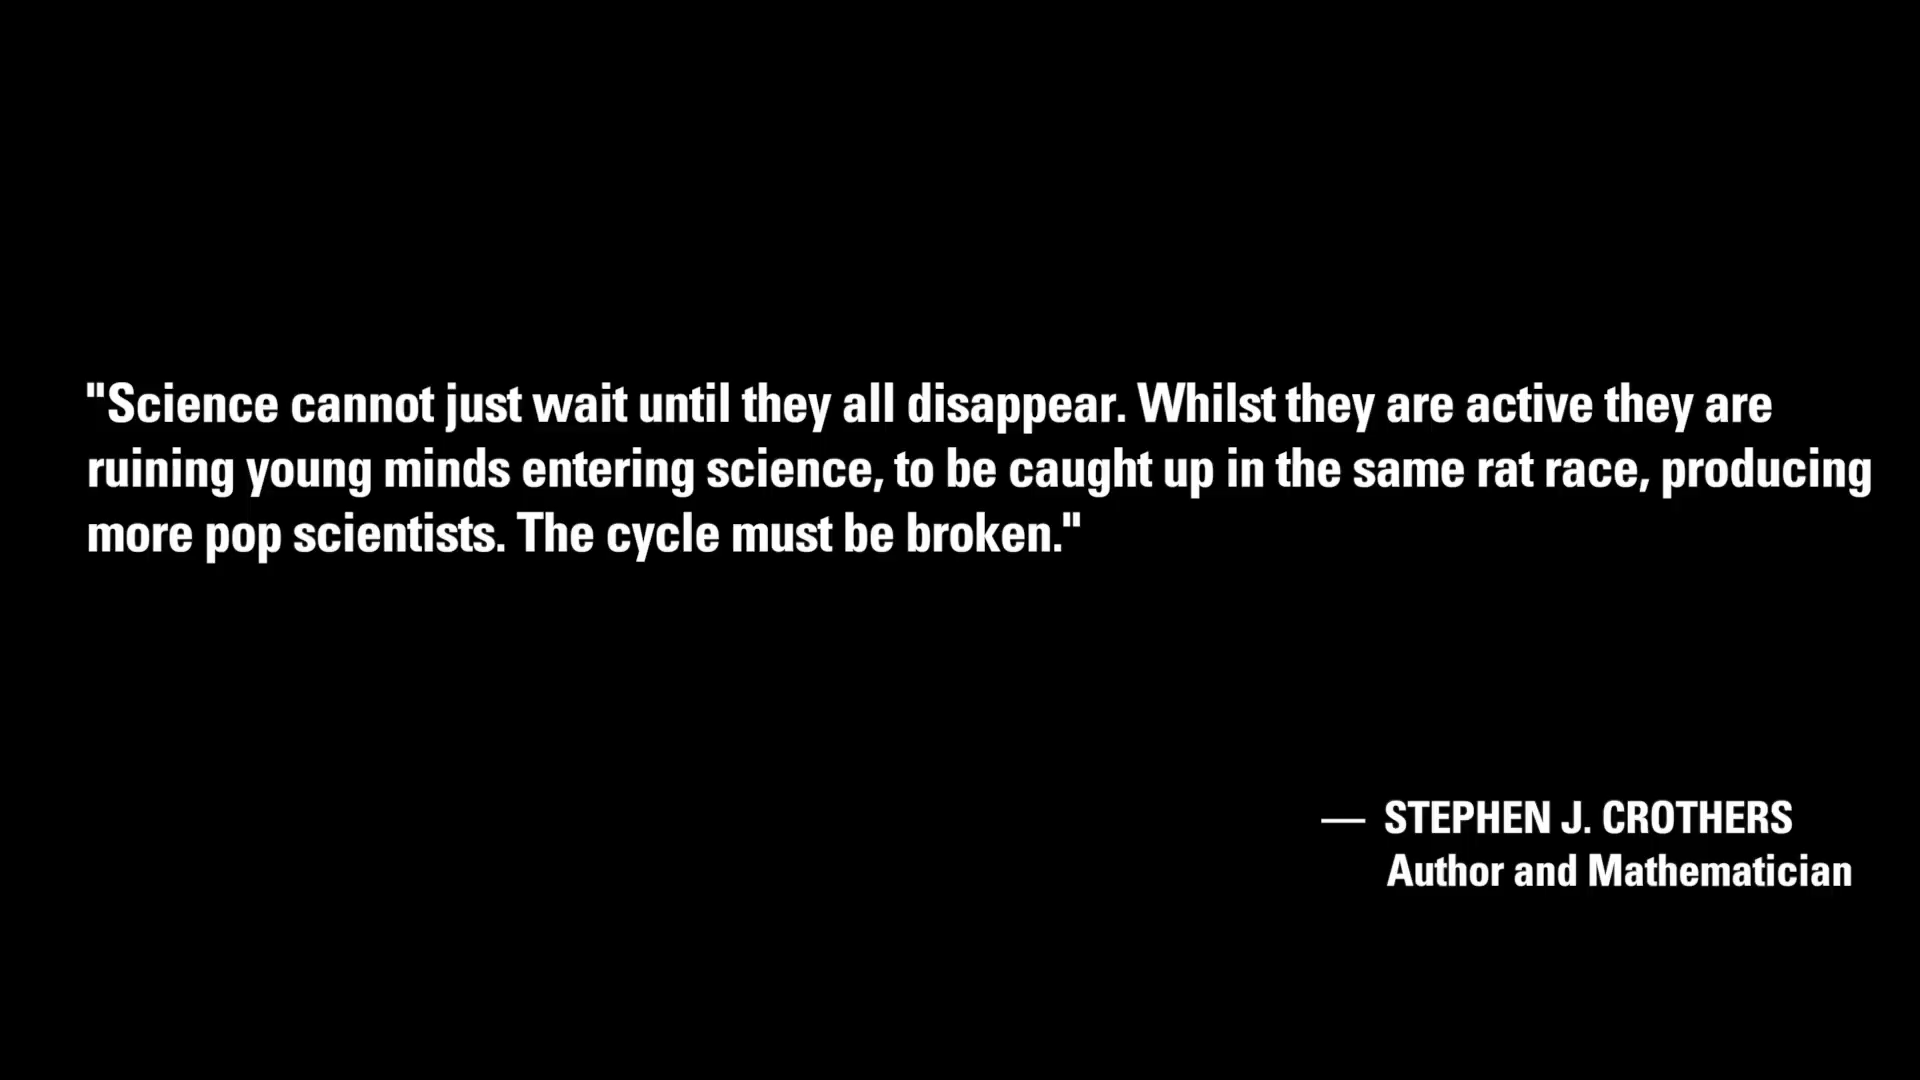 "Science cannot just wait until they all disappear. Whilst they are active they are
ruining young minds entering science, to be caught up in the same rat race, producing
more pop scientists. The cycle must be broken."
— STEPHEN J. CROTHERS
Author and Mathematician